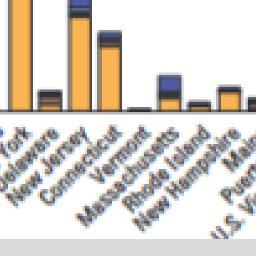 York
Delaware
New Jersey
Connecticut
Vermont
Massachusetts
Rhode Island
New Hampshire
U.S.